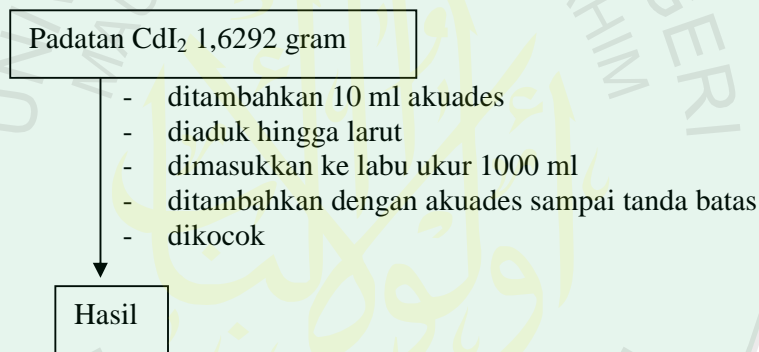 Padatan CdI₂ 1,6292 gram
- ditambahkan 10 ml akuades
- diaduk hingga larut
- dimasukkan ke labu ukur 1000 ml
- ditambahkan dengan akuades sampai tanda batas
- dikocok
Hasil